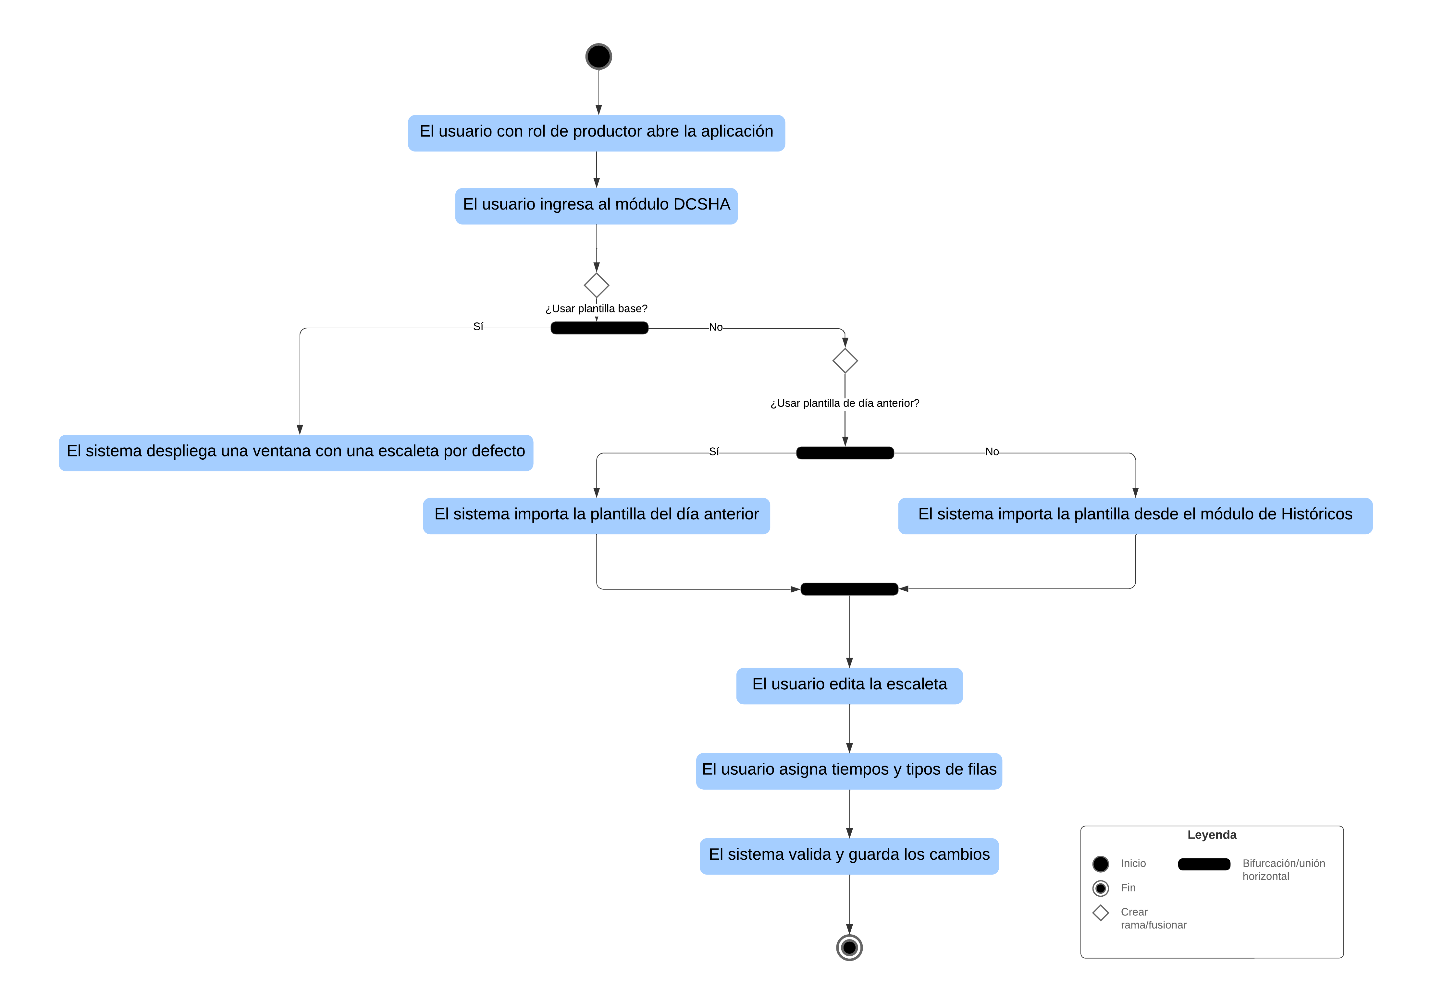 El usuario con rol de productor abre la aplicación
El usuario ingresa al módulo DCSHA
¿Usar plantilla base?
Sí
No
¿Usar plantilla de día anterior?
El sistema despliega una ventana con una escaleta por defecto
Sí
No
El sistema importa la plantilla del día anterior
El sistema importa la plantilla desde el módulo de Históricos
El usuario edita la escaleta
El usuario asigna tiempos y tipos de filas
El sistema valida y guarda los cambios
Leyenda
Inicio
Fin
Crear
rama/fusionar
Bifurcación/unión
horizontal